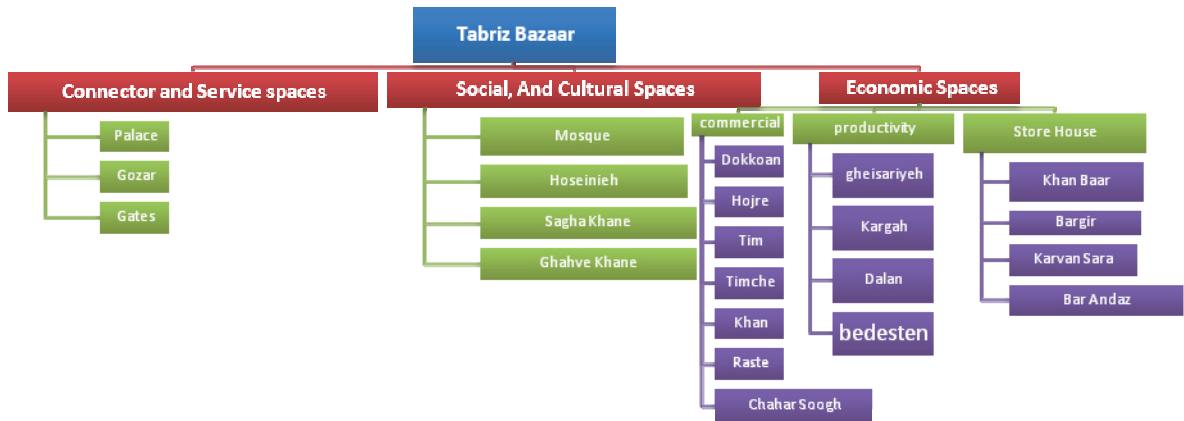 Tabriz Bazaar
Connector and Service spaces
Palace
Gozar
Gates
Social, And Cultural Spaces
Mosque
Hoseinieh
Sagha Khane
Ghahve Khane
Economic Spaces
commercial
Dokkoan
Hojre
Tim
Timche
Khan
Raste
Chahar Soogh
productivity
gheisariyeh
Kargah
Dalan
bedesten
Store House
Khan Baar
Bargir
Karvan Sara
Bar Andaz